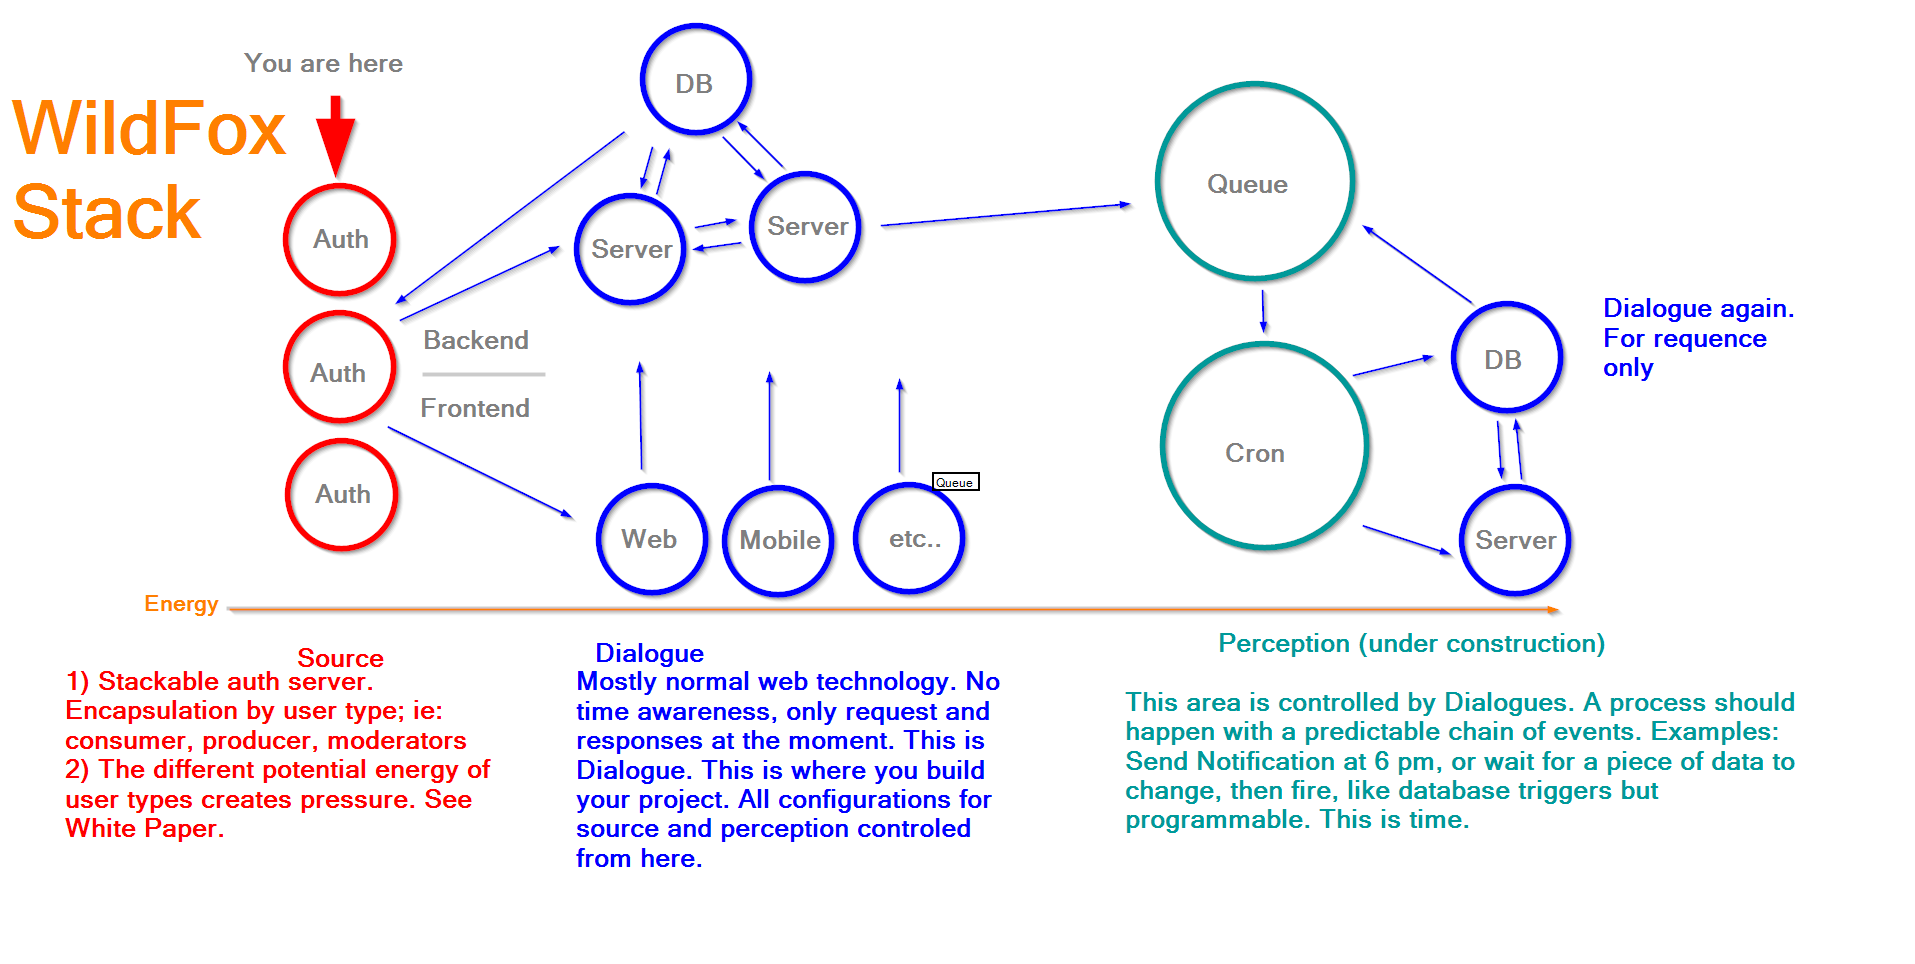 You are here
WildFox
Stack
Auth
Auth
Auth
Backend
Frontend
DB
Server
Server
Web
Mobile
etc..
Queue
Queue
Cron
DB
Server
Dialogue again.
For requence
only
Energy
Source
1) Stackable auth server.
Encapsulation by user type; ie:
consumer, producer, moderators
2) The different potential energy of
user types creates pressure. See
White Paper.
Dialogue
Mostly normal web technology. No
time awareness, only request and
responses at the moment. This is
Dialogue. This is where you build
your project. All configurations for
source and perception controled
from here.
Perception (under construction)
This area is controlled by Dialogues. A process should
happen with a predictable chain of events. Examples:
Send Notification at 6 pm, or wait for a piece of data to
change, then fire, like database triggers but
programmable. This is time.